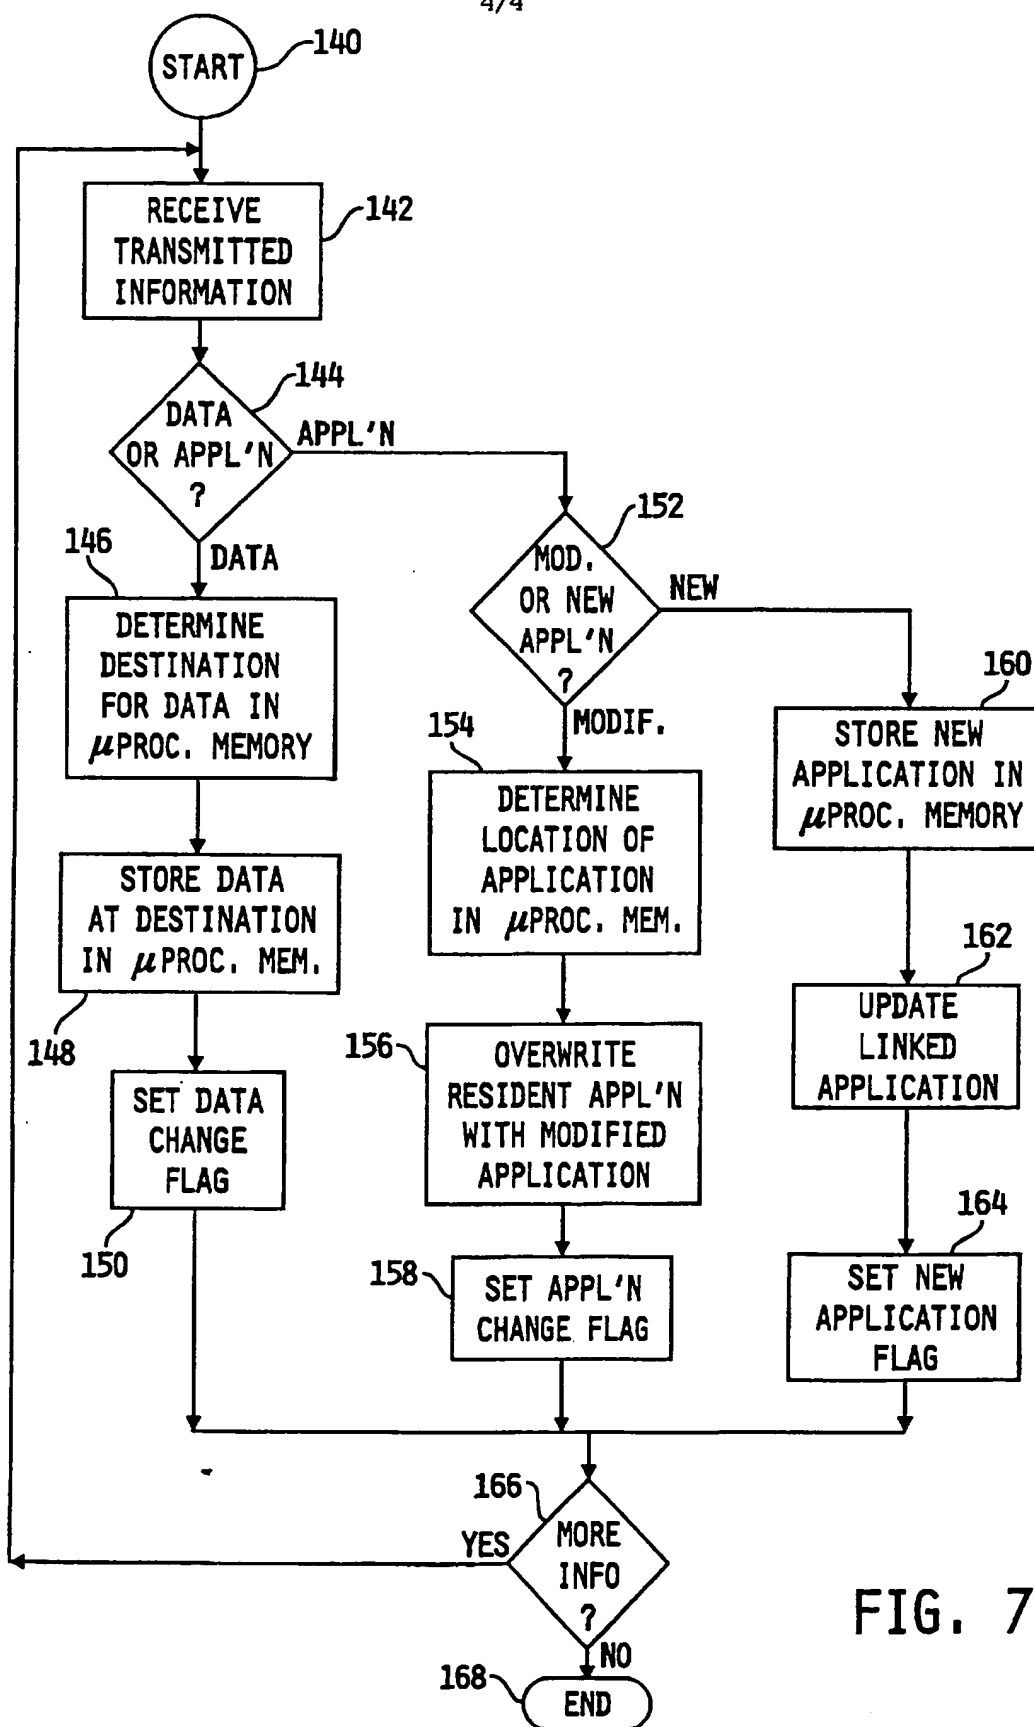 4/4
START
140
RECEIVE
TRANSMITTED
INFORMATION
142
DATA
OR APPL'N
?
144
APPL'N
DATA
146
DETERMINE
DESTINATION
FOR DATA IN
μPROC. MEMORY
STORE DATA
AT DESTINATION
IN μPROC. MEM.
148
SET DATA
CHANGE
FLAG
150
MOD.
OR NEW
APPL'N
?
152
NEW
MODIF.
154
DETERMINE
LOCATION OF
APPLICATION
IN μPROC. MEM.
156
OVERWRITE
RESIDENT APPL'N
WITH MODIFIED
APPLICATION
158
SET APPL'N
CHANGE FLAG
160
STORE NEW
APPLICATION IN
μPROC. MEMORY
162
UPDATE
LINKED
APPLICATION
164
SET NEW
APPLICATION
FLAG
166
MORE
INFO
?
YES
NO
168
END
FIG. 7